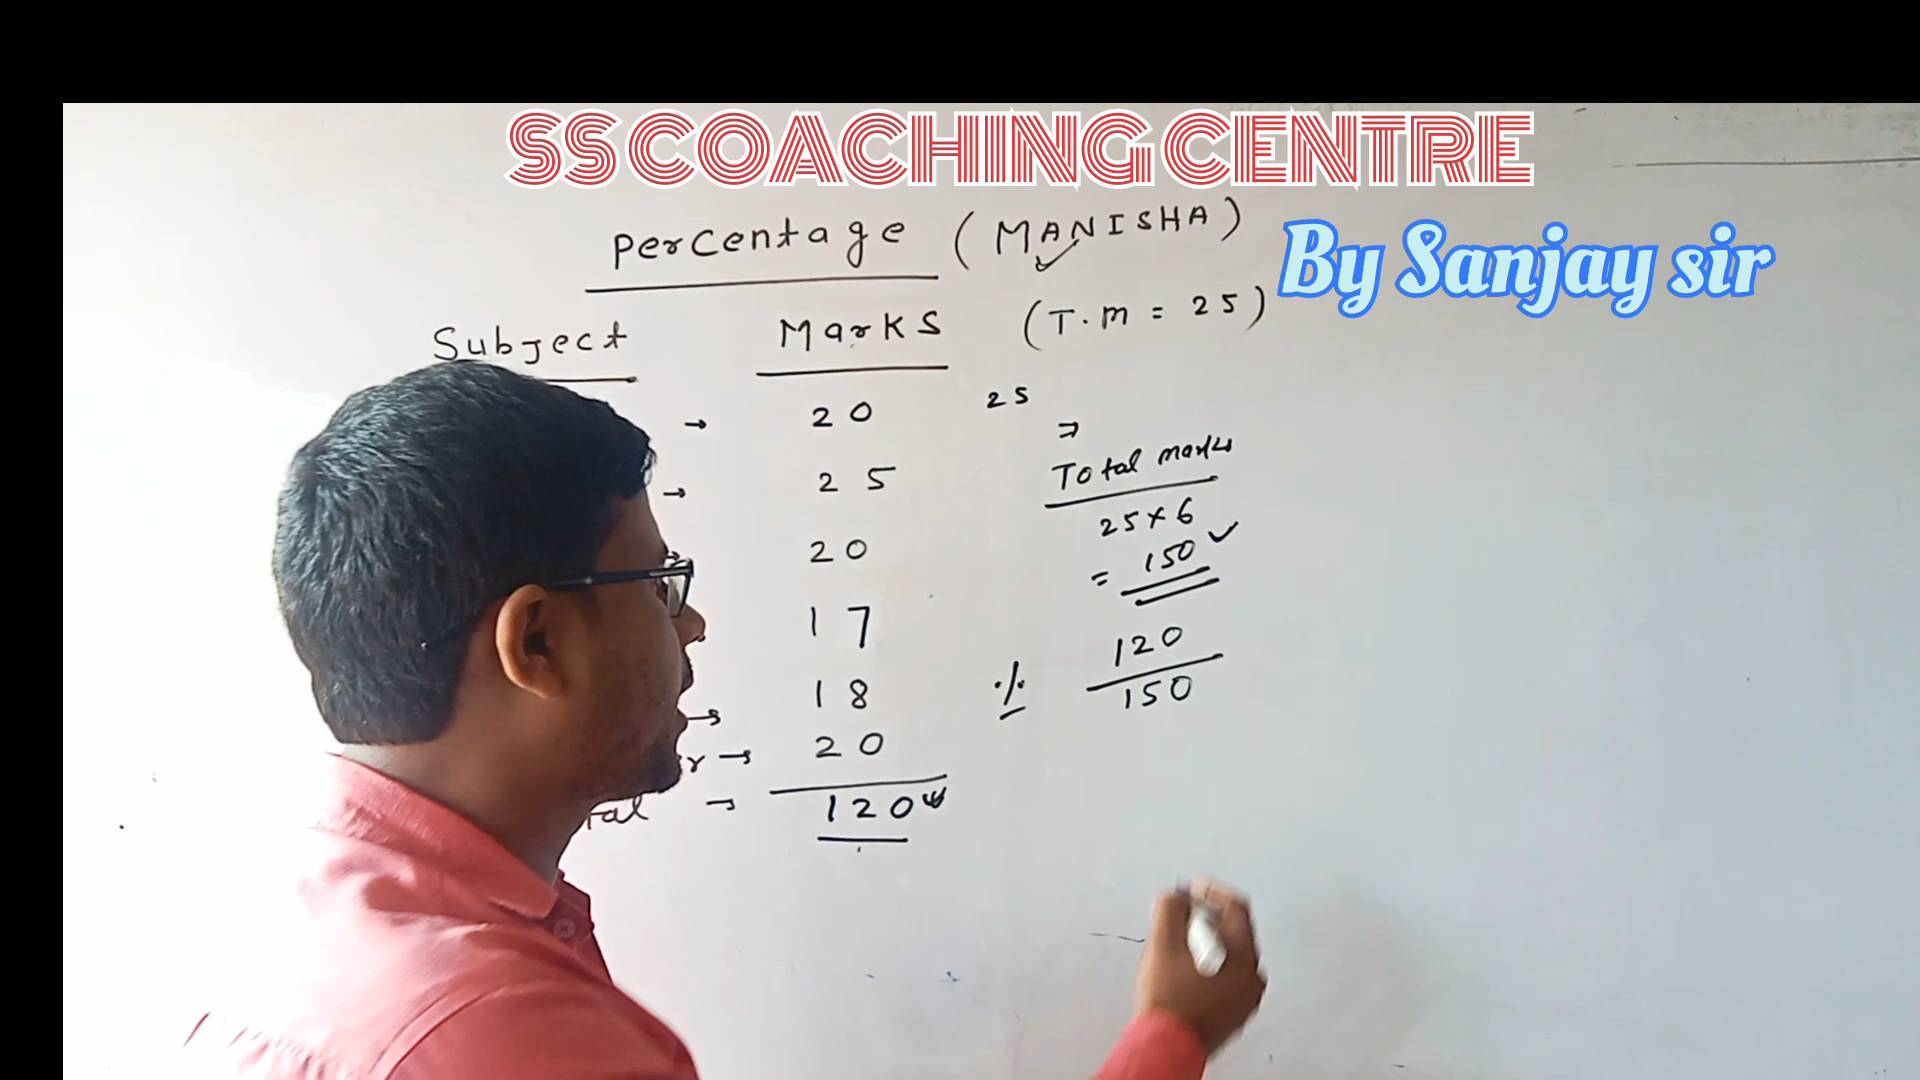 SS COACHING CENTRE
By Sanjay sir
Percentage (MANISHA)
Subject Marks (T.M = 25)
→ 20 25
→ 25
20
17
→ 18
r → 20
tal → 120
⇒
Total marks
25×6
= 150
% 120
150